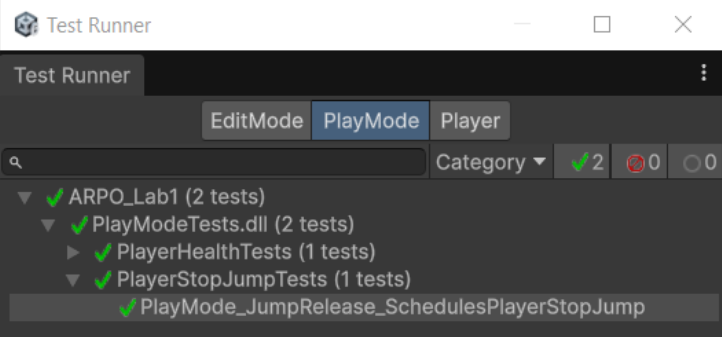 Test Runner
Test Runner
EditMode PlayMode Player
Category 2 0 0
ARPO_Lab1 (2 tests)
PlayModeTests.dll (2 tests)
PlayerHealthTests (1 tests)
PlayerStopJumpTests (1 tests)
PlayMode_JumpRelease_SchedulesPlayerStopJump